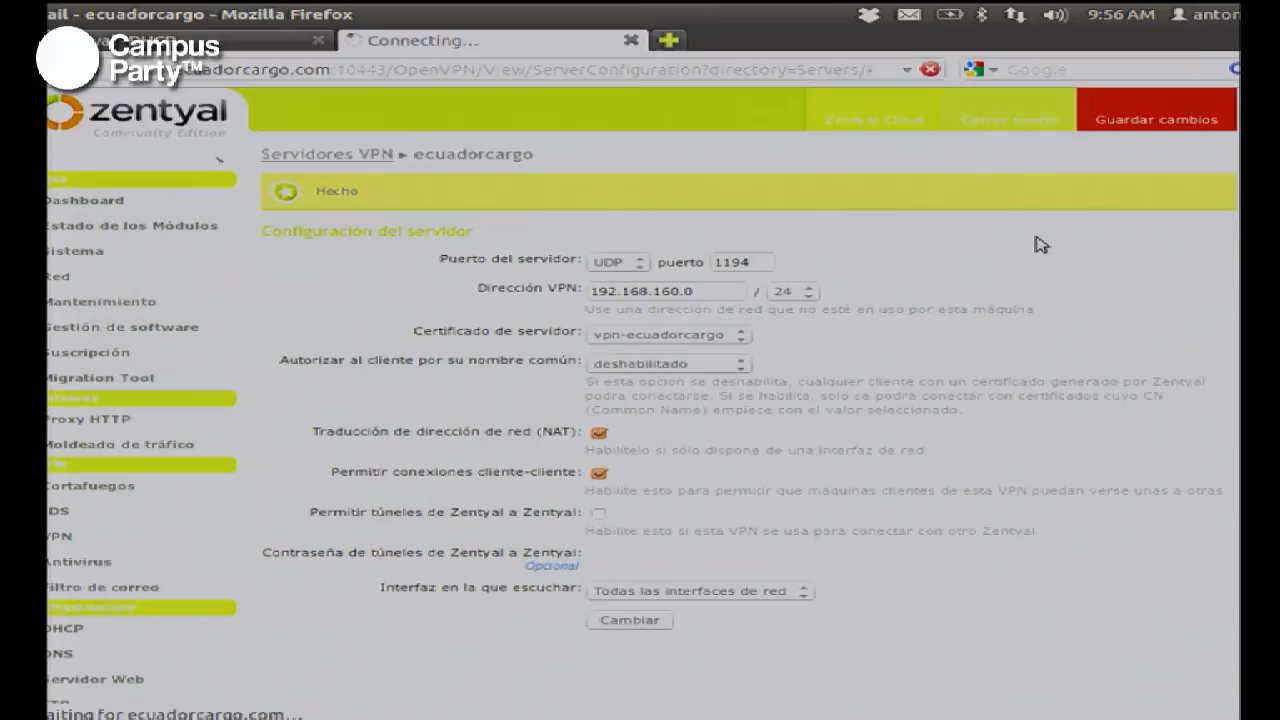 ail - ecuadorcargo - Mozilla Firefox
9:56 AM
antor
Campus
Party™
Connecting...
uadorcargo.com:10443/OpenVPN/View/ServerConfiguration?directory=Servers/
Google
zentyal
Community Edition
Zentyal Cloud
Cerrar sesión
Guardar cambios
Servidores VPN ▸ ecuadorcargo
Hecho
Configuración del servidor
Puerto del servidor: UDP puerto 1194
Dirección VPN: 192.168.160.0 / 24
Use una dirección de red que no esté en uso por esta máquina
Certificado de servidor: vpn-ecuadorcargo
Autorizar al cliente por su nombre común: deshabilitado
Si esta opción se deshabilita, cualquier cliente con un certificado generado por Zentyal
podra conectarse. Si se habilita, solo se podra conectar con certificados cuyo CN
(Common Name) empiece con el valor seleccionado.
Traducción de dirección de red (NAT):
Habilítelo si sólo dispone de una interfaz de red
Permitir conexiones cliente-cliente:
Habilite esto para permitir que máquinas clientes de esta VPN puedan verse unas a otras
Permitir túneles de Zentyal a Zentyal:
Habilite esto si esta VPN se usa para conectar con otro Zentyal
Contraseña de túneles de Zentyal a Zentyal:
Opcional
Interfaz en la que escuchar: Todas las interfaces de red
Cambiar
Dashboard
Estado de los Módulos
Sistema
Red
Mantenimiento
Gestión de software
Suscripción
Migration Tool
Proxy HTTP
Moldeado de tráfico
Cortafuegos
IDS
VPN
Antivirus
Filtro de correo
DHCP
DNS
Servidor Web
aiting for ecuadorcargo.com...